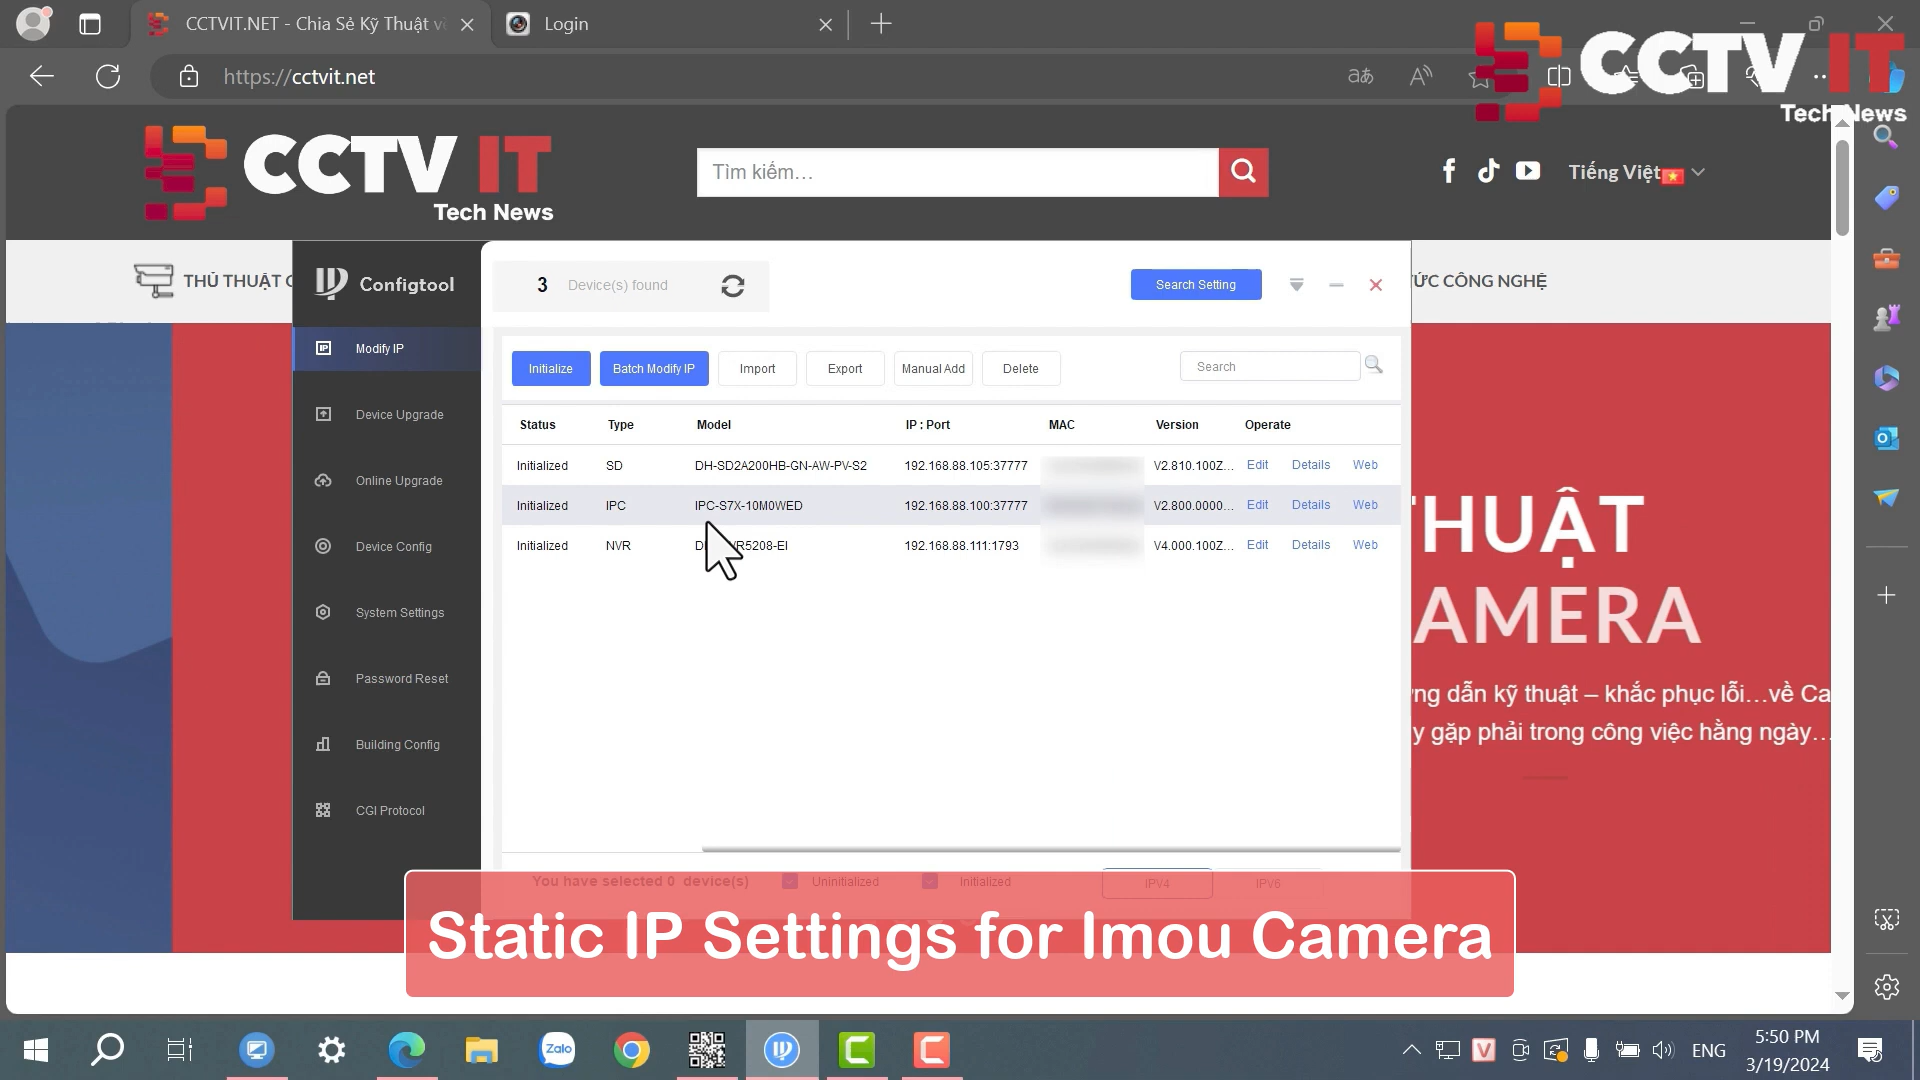 CCTVIT.NET - Chia Sẻ Kỹ Thuật về
Login
https://cctvit.net
CCTV IT
Tech News
CCTV IT
Tech News
Tìm kiếm...
Tiếng Việt
THỦ THUẬT C
ỨC CÔNG NGHỆ
Configtool
3 Device(s) found
Search Setting
Modify IP
Device Upgrade
Online Upgrade
Device Config
System Settings
Password Reset
Building Config
CGI Protocol
Initialize Batch Modify IP Import Export Manual Add Delete Search
Status Type Model IP : Port MAC Version Operate
Initialized SD DH-SD2A200HB-GN-AW-PV-S2 192.168.88.105:37777 V2.810.100Z... Edit Details Web
Initialized IPC IPC-S7X-10M0WED 192.168.88.100:37777 V2.800.0000... Edit Details Web
Initialized NVR R5208-EI 192.168.88.111:1793 V4.000.100Z... Edit Details Web
You have selected 0 device(s) Uninitialized Initialized IPV4 IPV6
HUẬT
AMERA
ng dẫn kỹ thuật – khắc phục lỗi...về Ca
y gặp phải trong công việc hằng ngày...
Static IP Settings for Imou Camera
Zalo
ENG
5:50 PM
3/19/2024